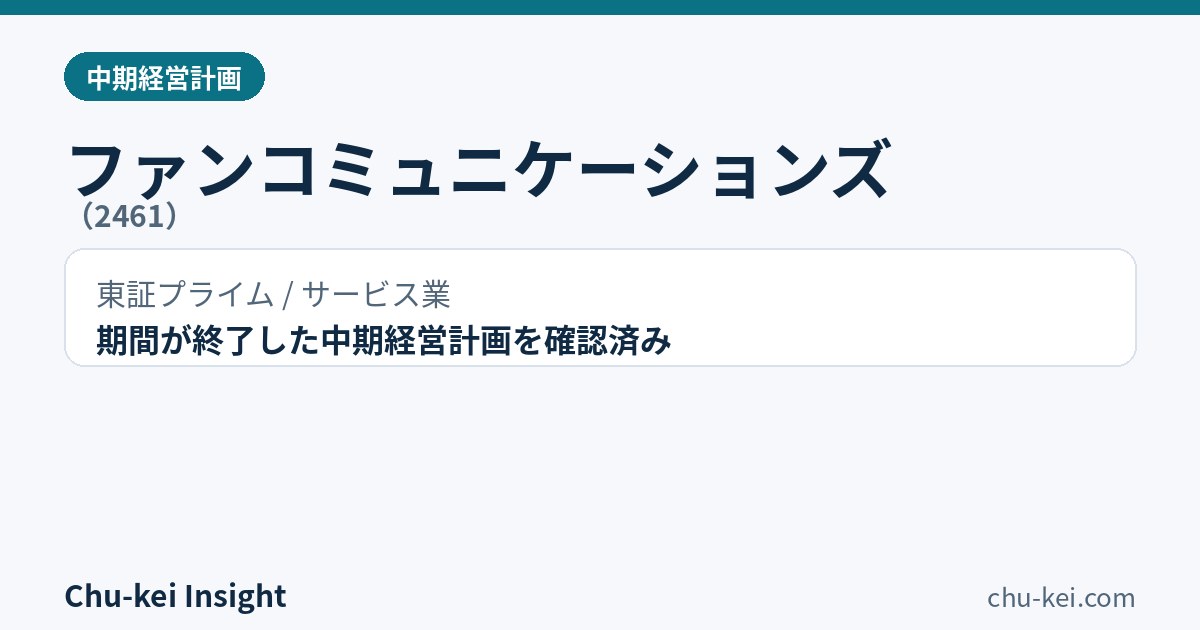 中期経営計画
ファンコミュニケーションズ
（2461）
東証プライム / サービス業
期間が終了した中期経営計画を確認済み
Chu-kei Insight
chu-kei.com